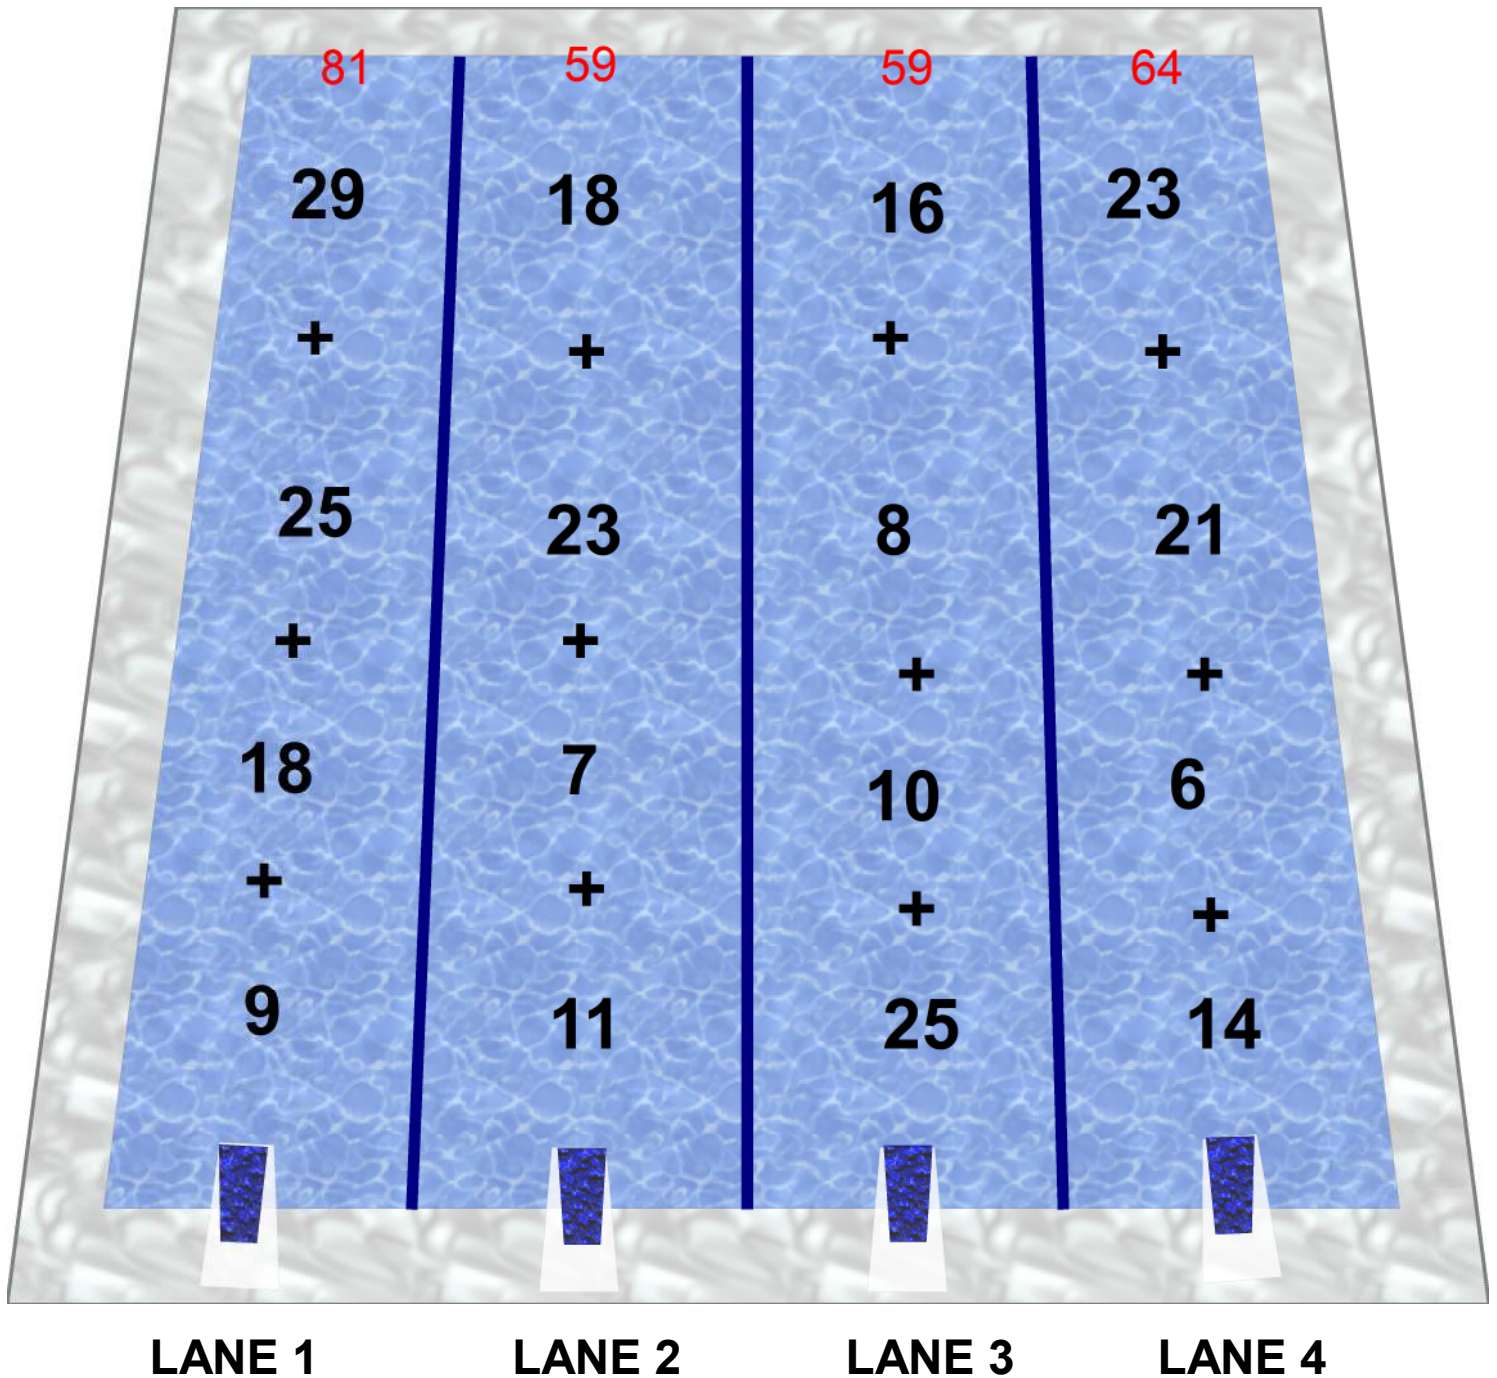 81 59 59 64
29 18 16 23
+ + + +
25 23 8 21
+ + + +
18 7 10 6
+ + + +
9 11 25 14
LANE 1 LANE 2 LANE 3 LANE 4